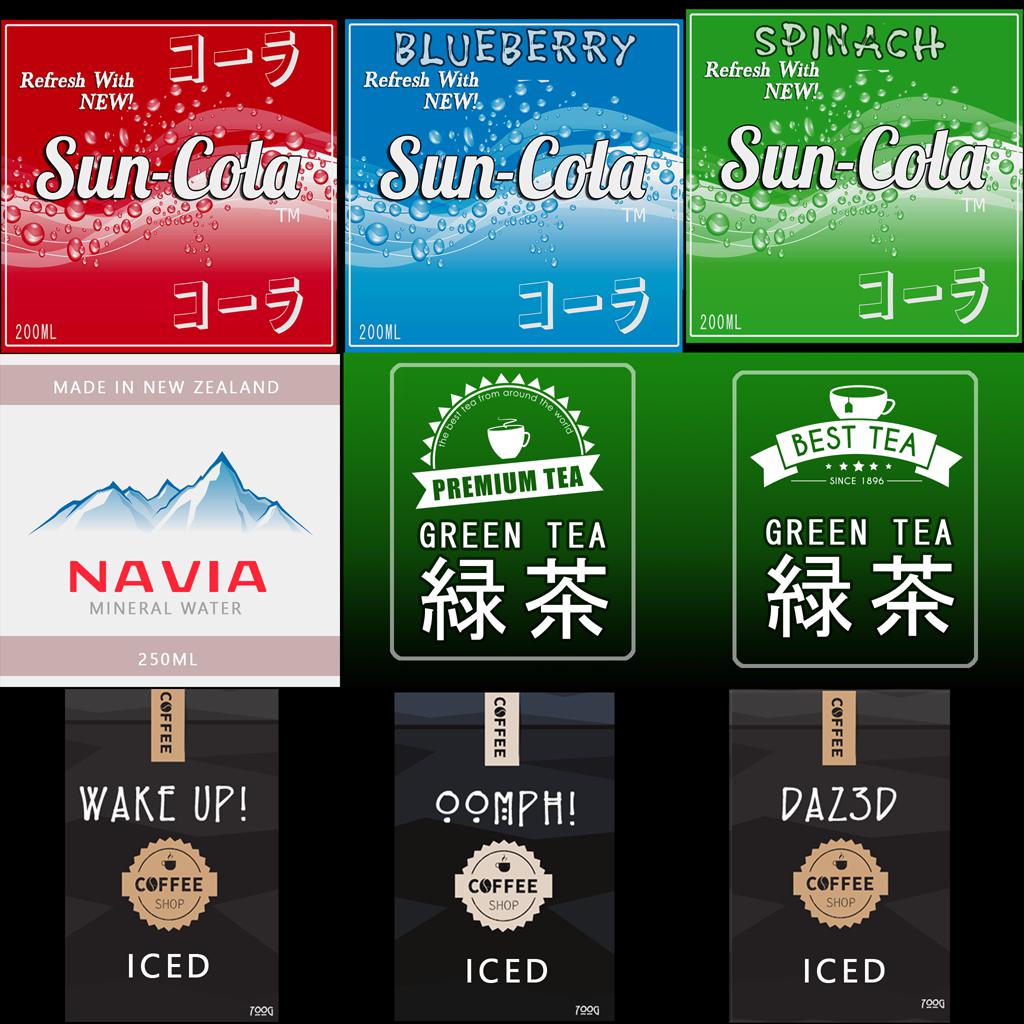 コーラ
Refresh With
NEW!
Sun-Cola
TM
コーラ
200ML
BLUEBERRY
Refresh With
NEW!
Sun-Cola
TM
コーラ
200ML
SPINACH
Refresh With
NEW!
Sun-Cola
TM
コーラ
200ML
MADE IN NEW ZEALAND
NAVIA
MINERAL WATER
250ML
the best tea from around the world
PREMIUM TEA
GREEN TEA
緑茶
BEST TEA
SINCE 1896
GREEN TEA
緑茶
COFFEE
WAKE UP!
COFFEE
SHOP
ICED
700G
COFFEE
OOMPH!
COFFEE
SHOP
ICED
700G
COFFEE
DAZ3D
COFFEE
SHOP
ICED
700G